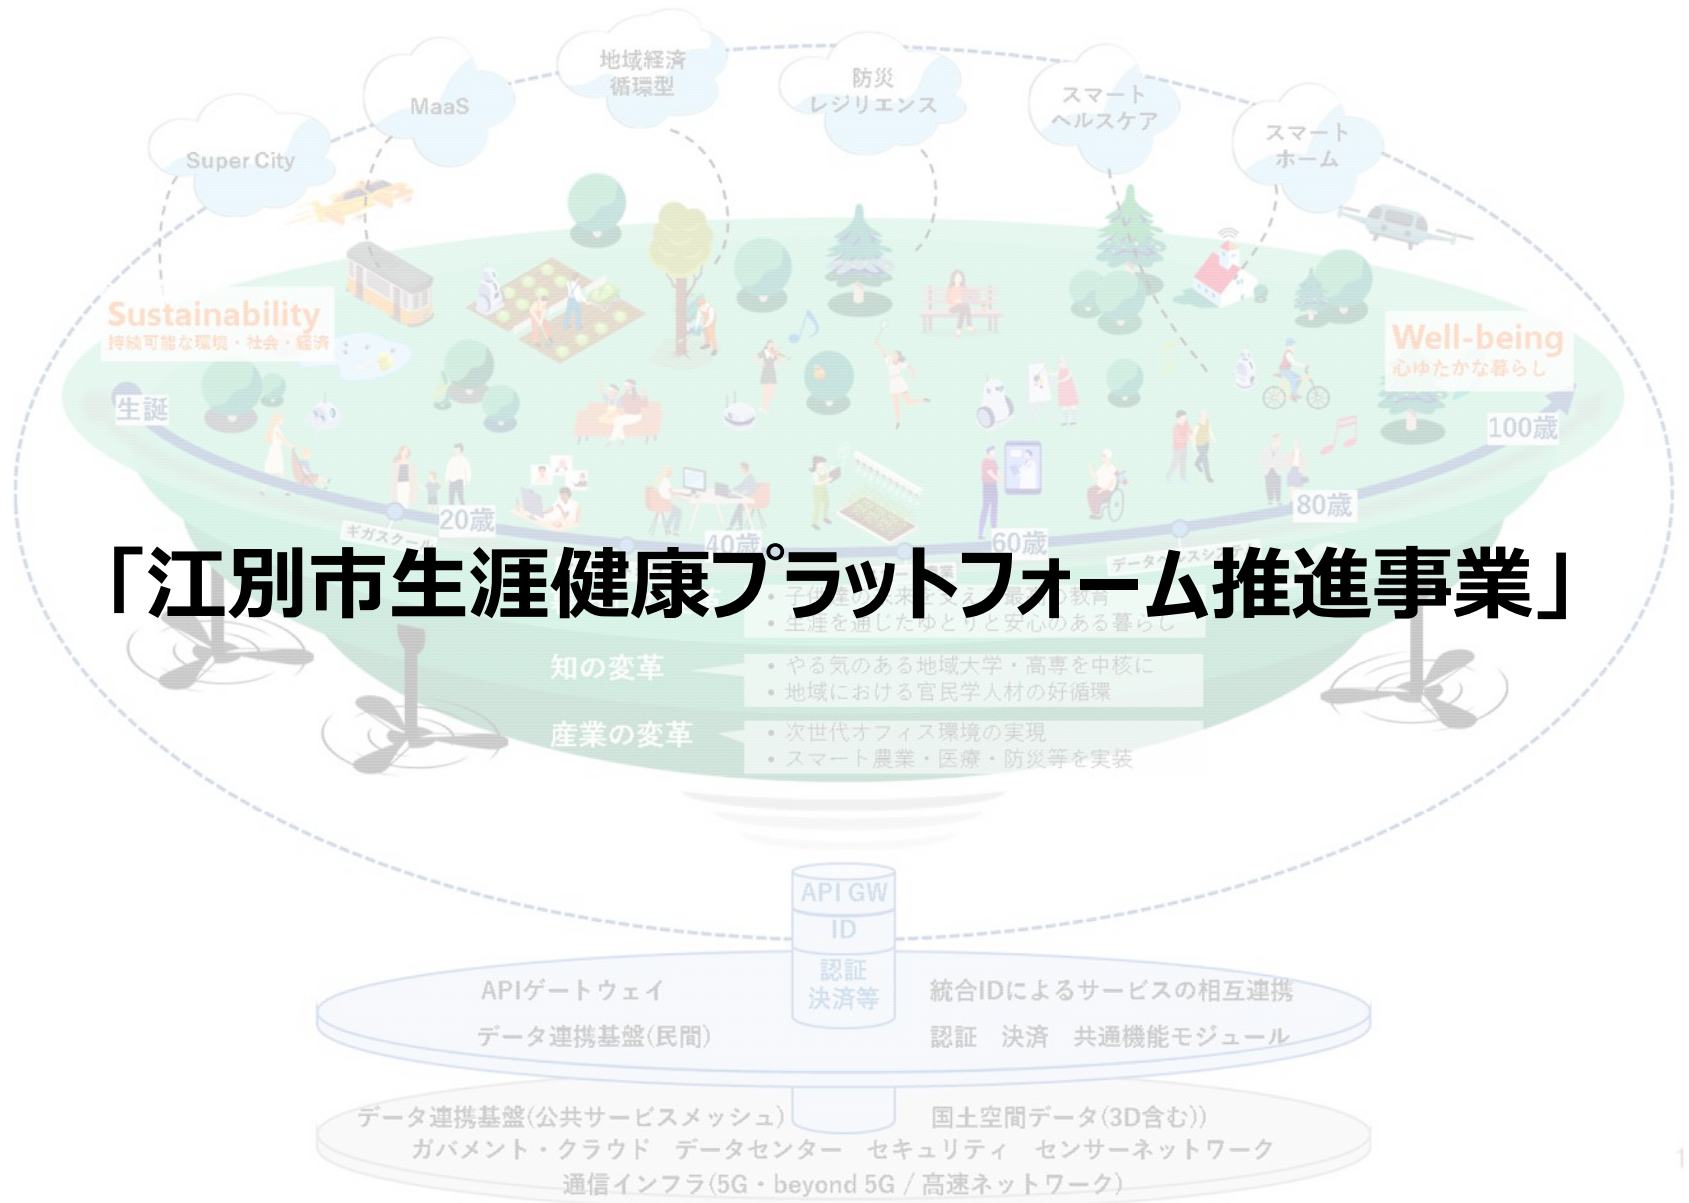 地域経済
循環型
防災
レジリエンス
MaaS
スマート
ヘルスケア
スマート
ホーム
Super City
Sustainability
持続可能な環境・社会・経済
Well-being
心ゆたかな暮らし
生誕
100歳
80歳
20歳
ギガスクール
40歳
60歳
「江別市生涯健康プラットフォーム推進事業」
• 生涯を通じたゆとりと安心のある暮らし
知の変革
• やる気のある地域大学・高専を中核に
• 地域における官民学人材の好循環
産業の変革
• 次世代オフィス環境の実現
• スマート農業・医療・防災等を実装
API GW
ID
認証
決済等
APIゲートウェイ
統合IDによるサービスの相互連携
データ連携基盤(民間)
認証 決済 共通機能モジュール
データ連携基盤(公共サービスメッシュ)
国土空間データ(3D含む))
ガバメント・クラウド データセンター セキュリティ センサーネットワーク
通信インフラ(5G・beyond 5G / 高速ネットワーク)
1